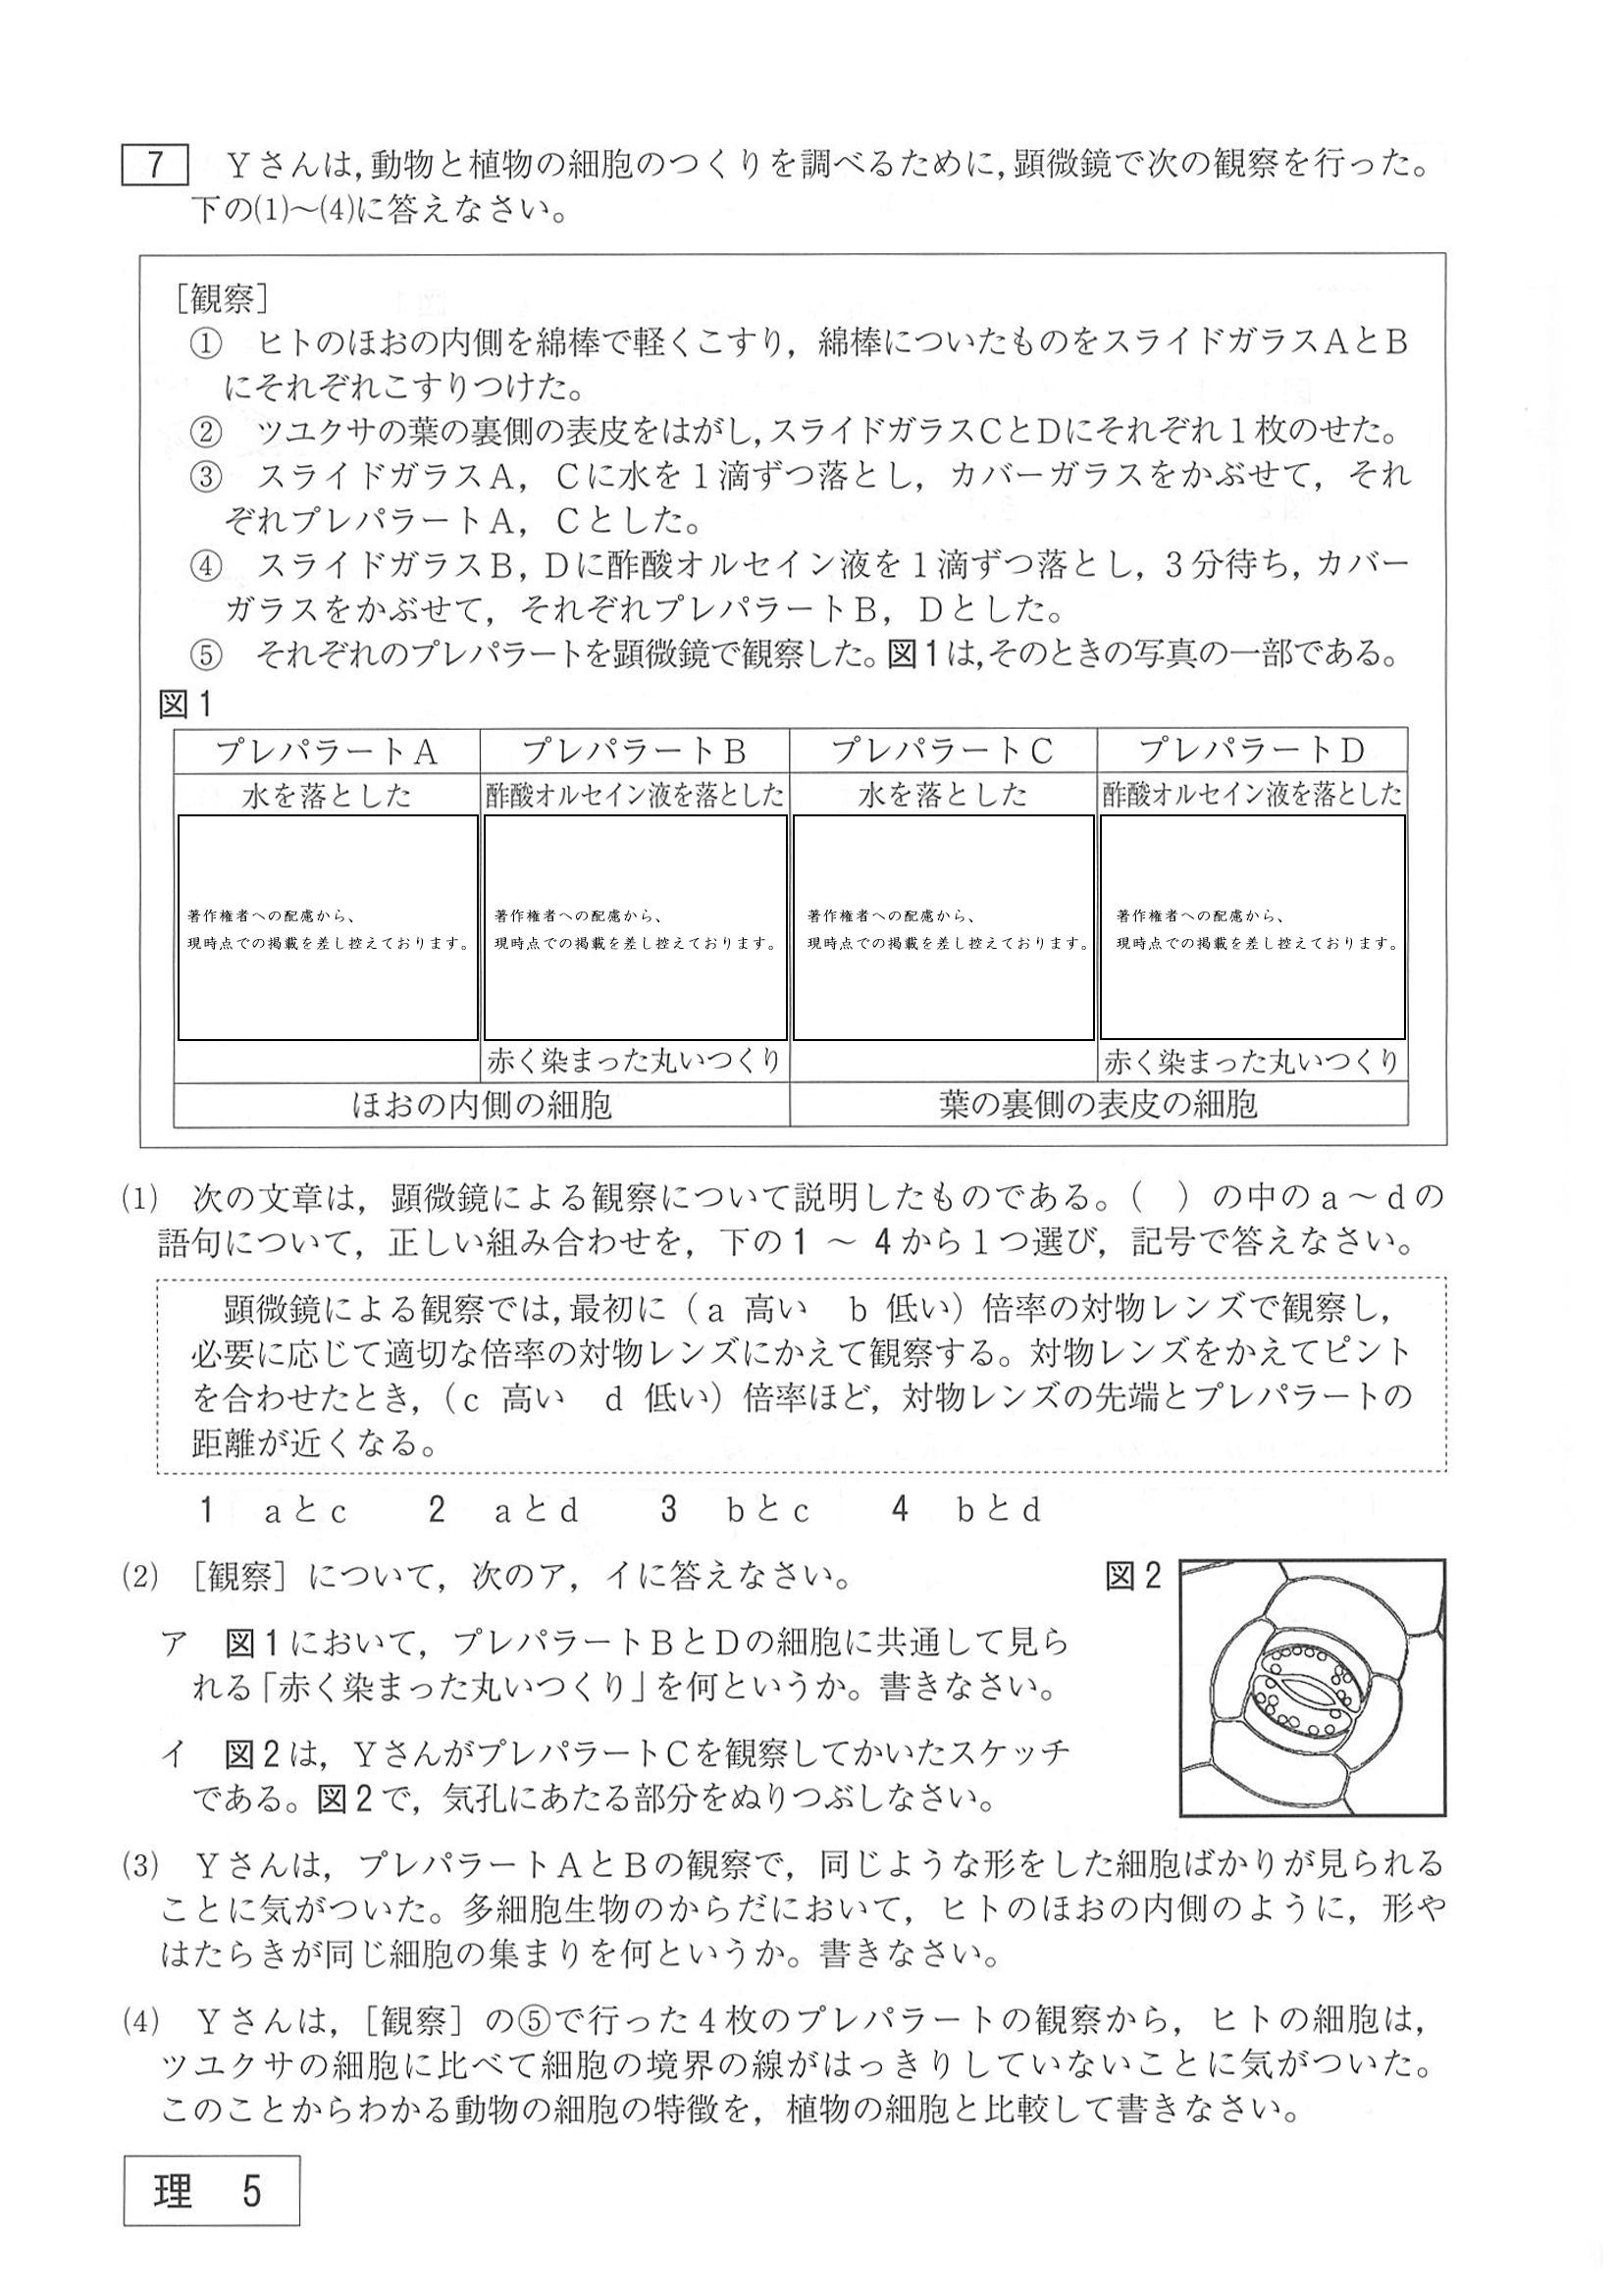 7　Ｙさんは，動物と植物の細胞のつくりを調べるために，顕微鏡で次の観察を行った。
下の(1)～(4)に答えなさい。
［観察］
①　ヒトのほおの内側を綿棒で軽くこすり，綿棒についたものをスライドガラスＡとＢ
にそれぞれこすりつけた。
②　ツユクサの葉の裏側の表皮をはがし，スライドガラスＣとＤにそれぞれ１枚のせた。
③　スライドガラスＡ，Ｃに水を１滴ずつ落とし，カバーガラスをかぶせて，それ
ぞれプレパラートＡ，Ｃとした。
④　スライドガラスＢ，Ｄに酢酸オルセイン液を１滴ずつ落とし，３分待ち，カバー
ガラスをかぶせて，それぞれプレパラートＢ，Ｄとした。
⑤　それぞれのプレパラートを顕微鏡で観察した。図１は，そのときの写真の一部である。
図１
プレパラートＡ　プレパラートＢ　プレパラートＣ　プレパラートＤ
水を落とした　酢酸オルセイン液を落とした　水を落とした　酢酸オルセイン液を落とした
著作権者への配慮から、　著作権者への配慮から、　著作権者への配慮から、　著作権者への配慮から、
現時点での掲載を差し控えております。　現時点での掲載を差し控えております。　現時点での掲載を差し控えております。　現時点での掲載を差し控えております。
赤く染まった丸いつくり　赤く染まった丸いつくり
ほおの内側の細胞　葉の裏側の表皮の細胞
(1)　次の文章は，顕微鏡による観察について説明したものである。（　）の中のａ～ｄの
語句について，正しい組み合わせを，下の１～４から１つ選び，記号で答えなさい。
顕微鏡による観察では，最初に（ａ　高い　ｂ　低い）倍率の対物レンズで観察し，
必要に応じて適切な倍率の対物レンズにかえて観察する。対物レンズをかえてピント
を合わせたとき，（ｃ　高い　ｄ　低い）倍率ほど，対物レンズの先端とプレパラートの
距離が近くなる。
１　ａとｃ　２　ａとｄ　３　ｂとｃ　４　ｂとｄ
(2)　［観察］について，次のア，イに答えなさい。
図２
ア　図１において，プレパラートＢとＤの細胞に共通して見ら
れる「赤く染まった丸いつくり」を何というか。書きなさい。
イ　図２は，ＹさんがプレパラートＣを観察してかいたスケッチ
である。図２で，気孔にあたる部分をぬりつぶしなさい。
(3)　Ｙさんは，プレパラートＡとＢの観察で，同じような形をした細胞ばかりが見られる
ことに気がついた。多細胞生物のからだにおいて，ヒトのほおの内側のように，形や
はたらきが同じ細胞の集まりを何というか。書きなさい。
(4)　Ｙさんは，［観察］の⑤で行った４枚のプレパラートの観察から，ヒトの細胞は，
ツユクサの細胞に比べて細胞の境界の線がはっきりしていないことに気がついた。
このことからわかる動物の細胞の特徴を，植物の細胞と比較して書きなさい。
理　5